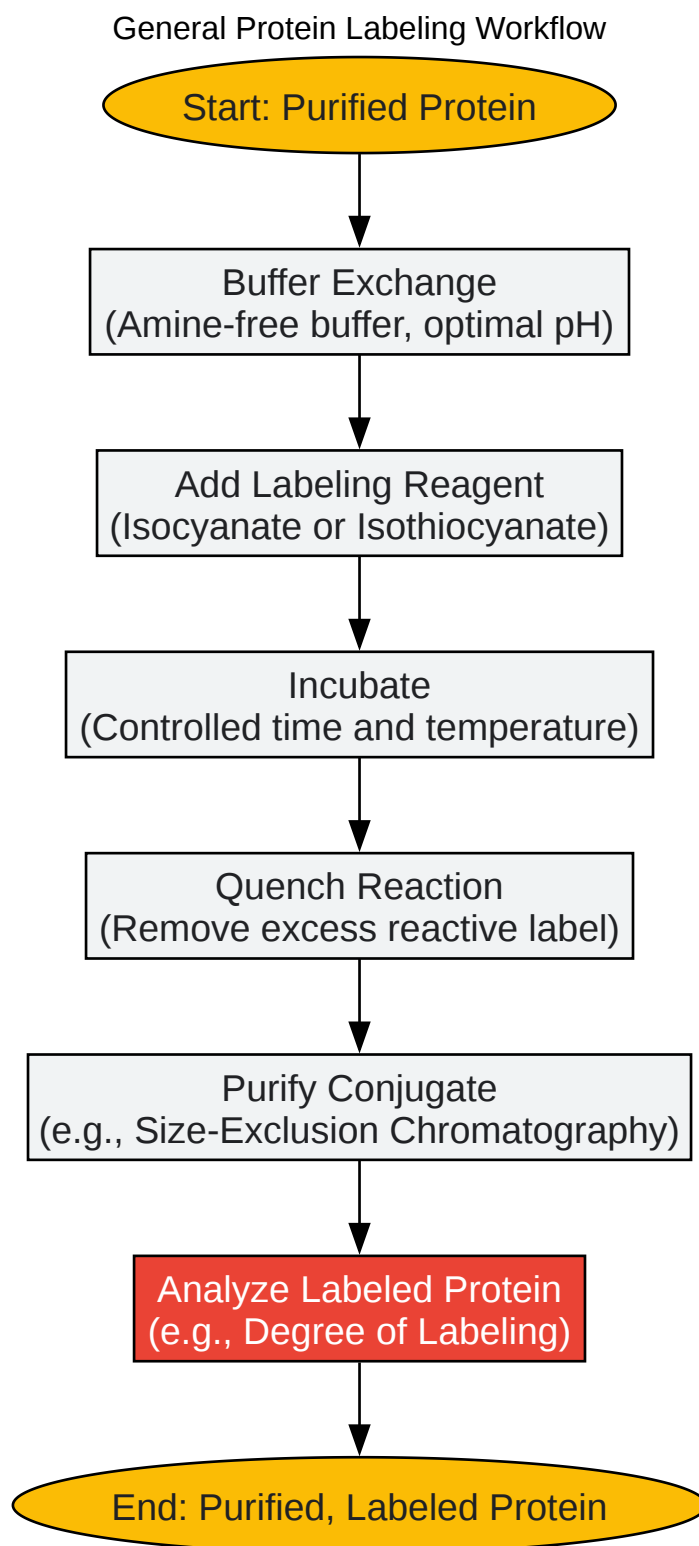 General Protein Labeling Workflow
Start: Purified Protein
Buffer Exchange
(Amine-free buffer, optimal pH)
Add Labeling Reagent
(Isocyanate or Isothiocyanate)
Incubate
(Controlled time and temperature)
Quench Reaction
(Remove excess reactive label)
Purify Conjugate
(e.g., Size-Exclusion Chromatography)
Analyze Labeled Protein
(e.g., Degree of Labeling)
End: Purified, Labeled Protein